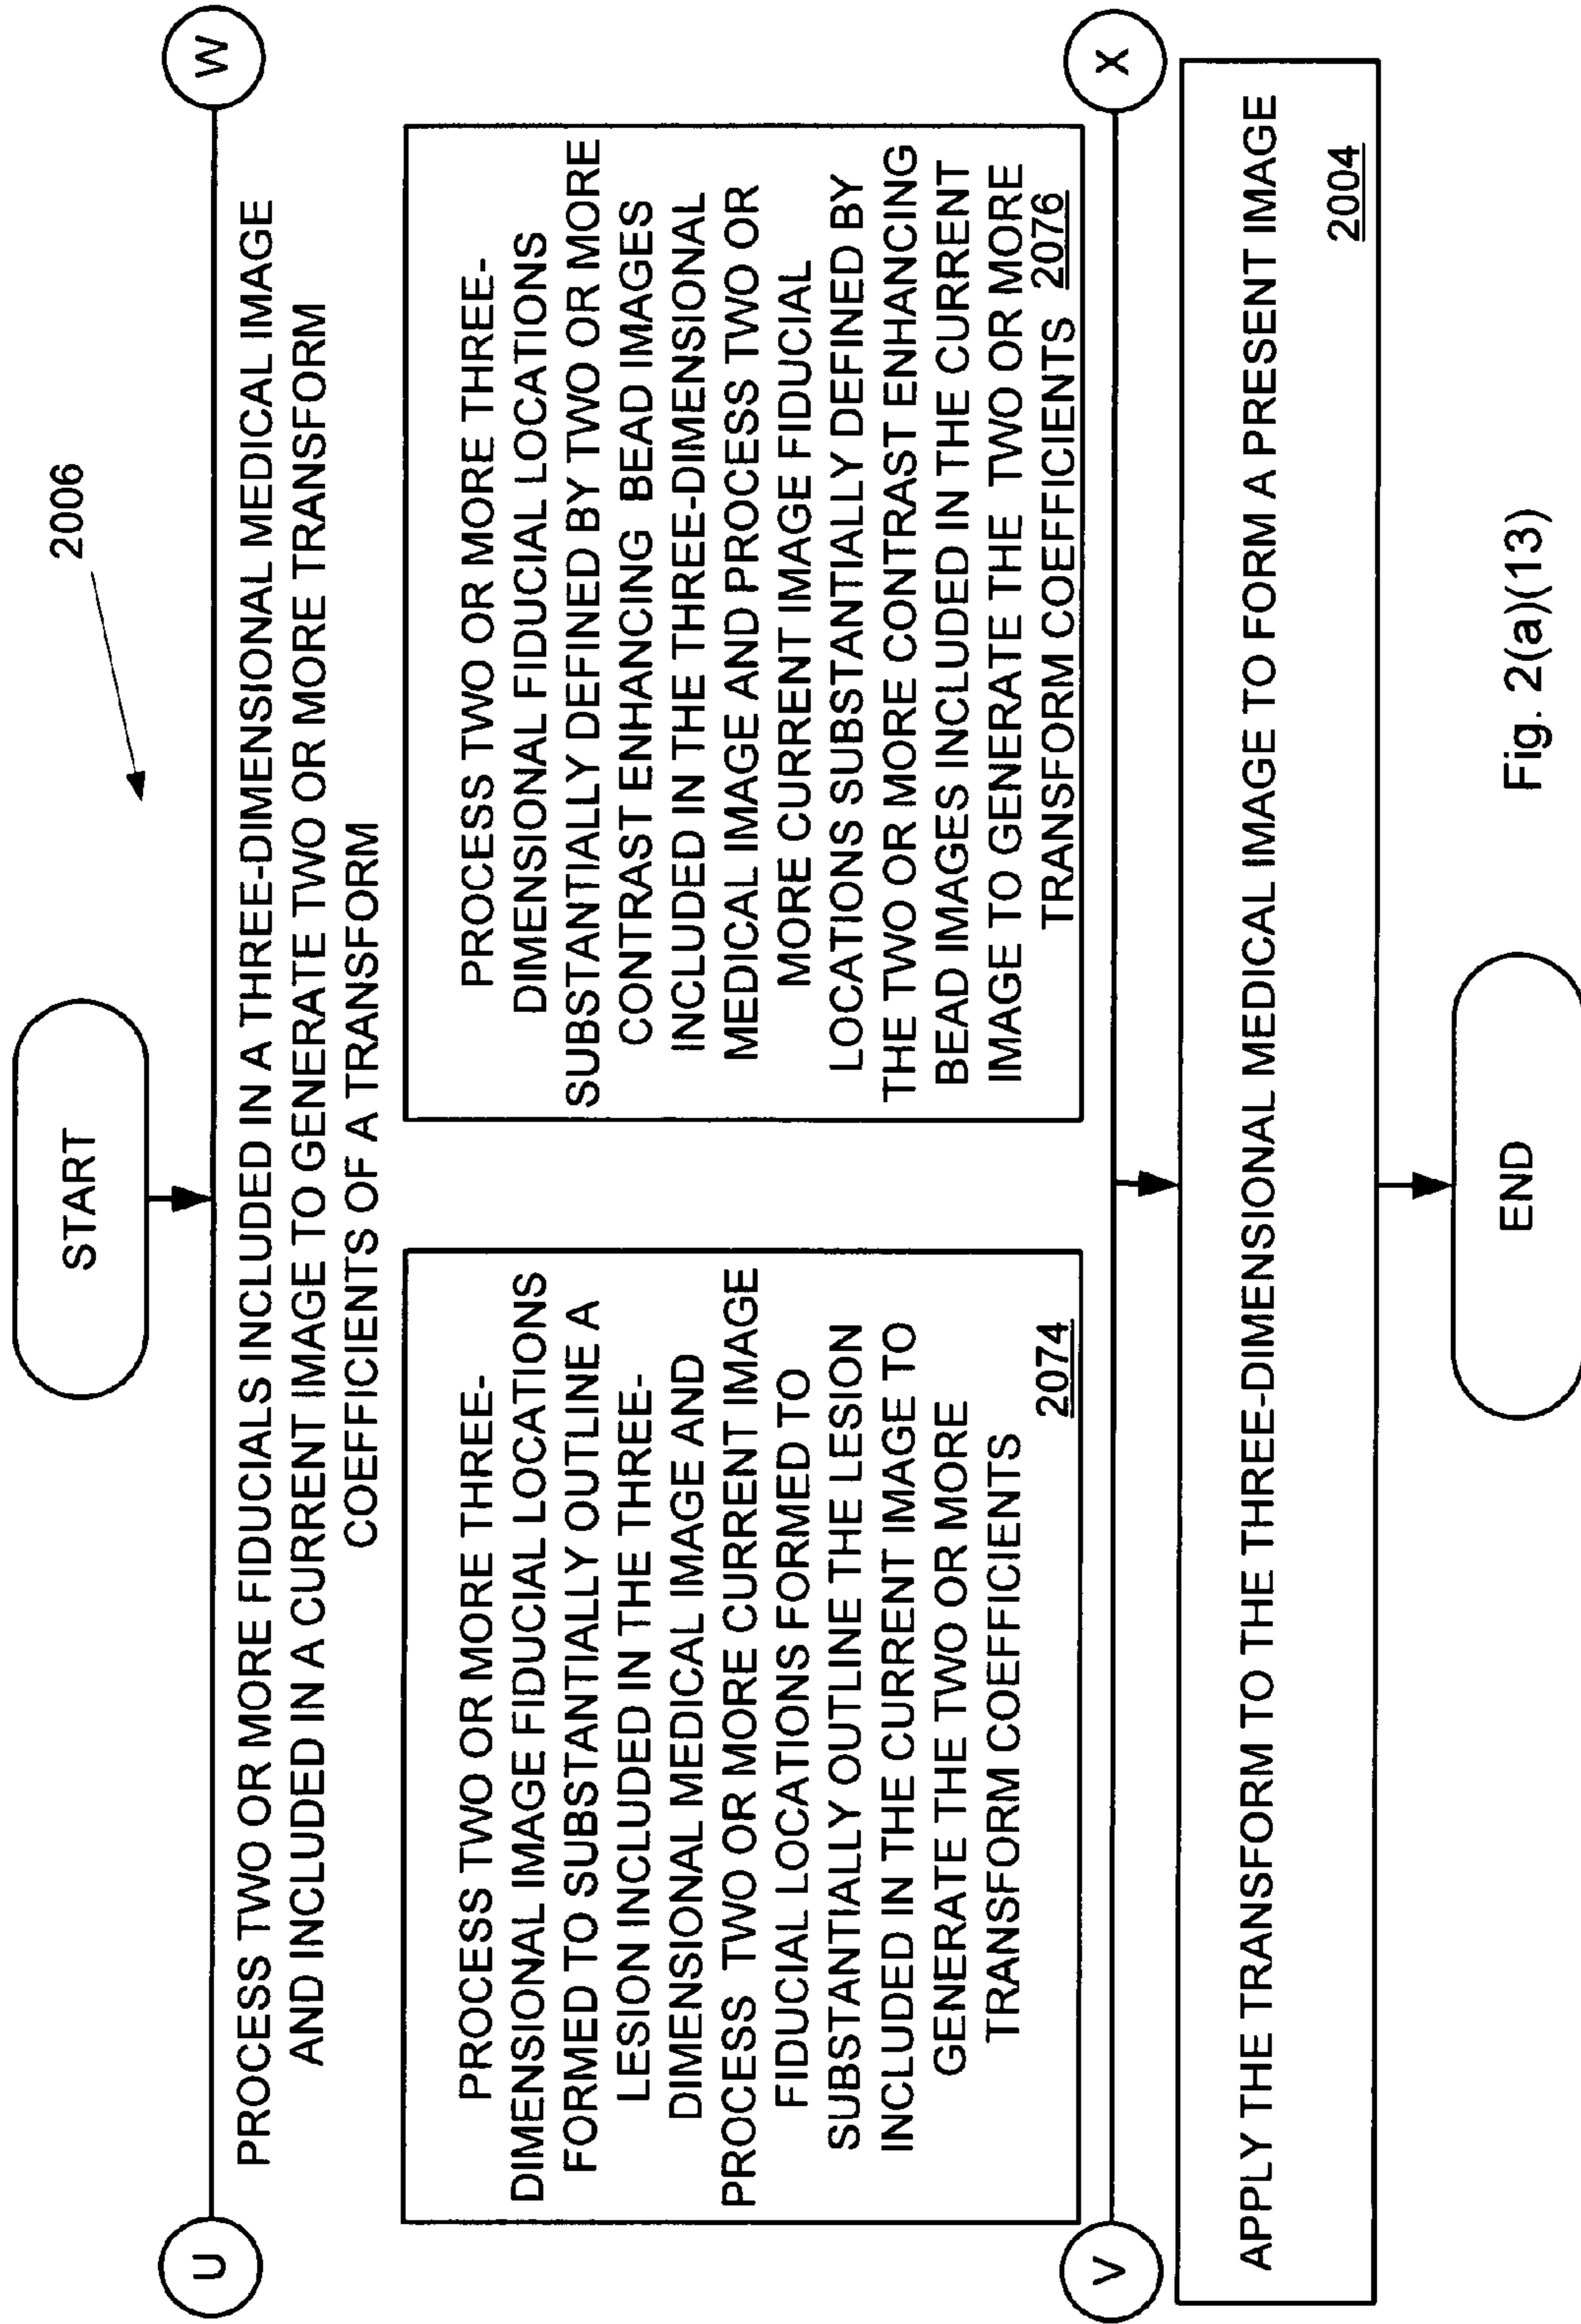 2006
START
U
W
PROCESS TWO OR MORE FIDUCIALS INCLUDED IN A THREE-DIMENSIONAL MEDICAL IMAGE
AND INCLUDED IN A CURRENT IMAGE TO GENERATE TWO OR MORE TRANSFORM
COEFFICIENTS OF A TRANSFORM
PROCESS TWO OR MORE THREE-
DIMENSIONAL IMAGE FIDUCIAL LOCATIONS
FORMED TO SUBSTANTIALLY OUTLINE A
LESION INCLUDED IN THE THREE-
DIMENSIONAL MEDICAL IMAGE AND
PROCESS TWO OR MORE CURRENT IMAGE
FIDUCIAL LOCATIONS FORMED TO
SUBSTANTIALLY OUTLINE THE LESION
INCLUDED IN THE CURRENT IMAGE TO
GENERATE THE TWO OR MORE
TRANSFORM COEFFICIENTS
2074
PROCESS TWO OR MORE THREE-
DIMENSIONAL FIDUCIAL LOCATIONS
SUBSTANTIALLY DEFINED BY TWO OR MORE
CONTRAST ENHANCING BEAD IMAGES
INCLUDED IN THE THREE-DIMENSIONAL
MEDICAL IMAGE AND PROCESS TWO OR
MORE CURRENT IMAGE FIDUCIAL
LOCATIONS SUBSTANTIALLY DEFINED BY
THE TWO OR MORE CONTRAST ENHANCING
BEAD IMAGES INCLUDED IN THE CURRENT
IMAGE TO GENERATE THE TWO OR MORE
TRANSFORM COEFFICIENTS 2076
V
X
APPLY THE TRANSFORM TO THE THREE-DIMENSIONAL MEDICAL IMAGE TO FORM A PRESENT IMAGE
2004
END
Fig. 2(a)(13)